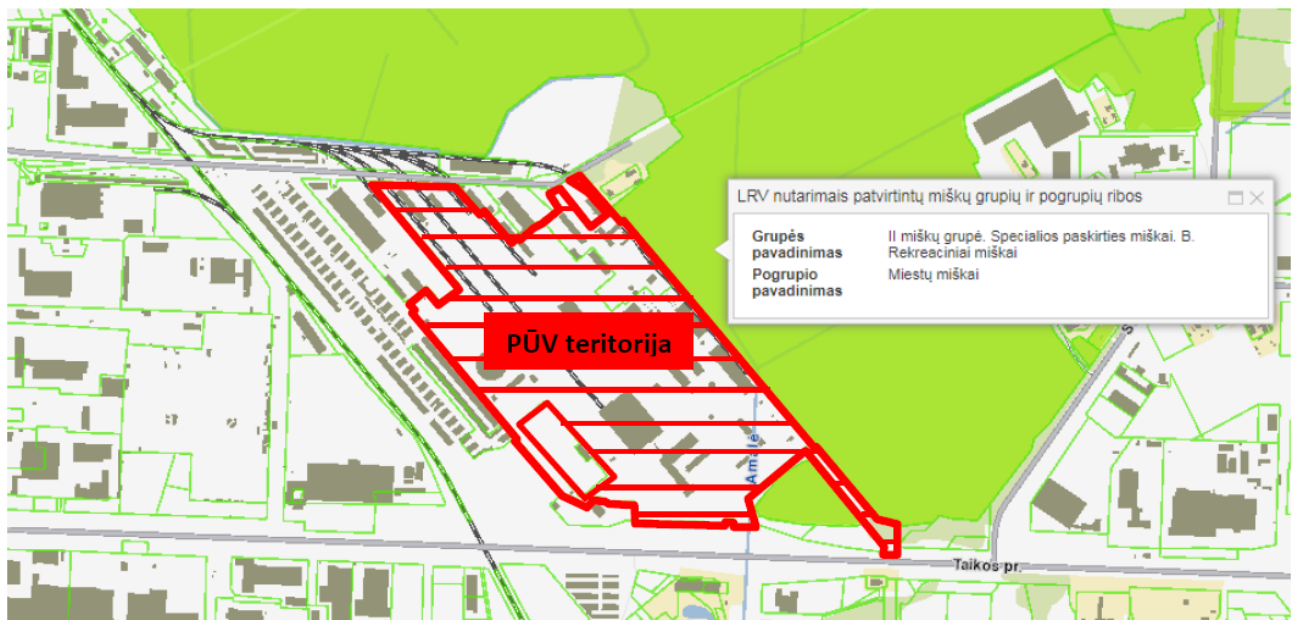 LRV nutarimais patvirtintų miškų grupių ir pogrupių ribos
Grupės pavadinimas
II miškų grupė. Specialios paskirties miškai. B. Rekreaciniai miškai
Pogrupio pavadinimas
Miestų miškai
PŪV teritorija
Amalė
Taikos pr.